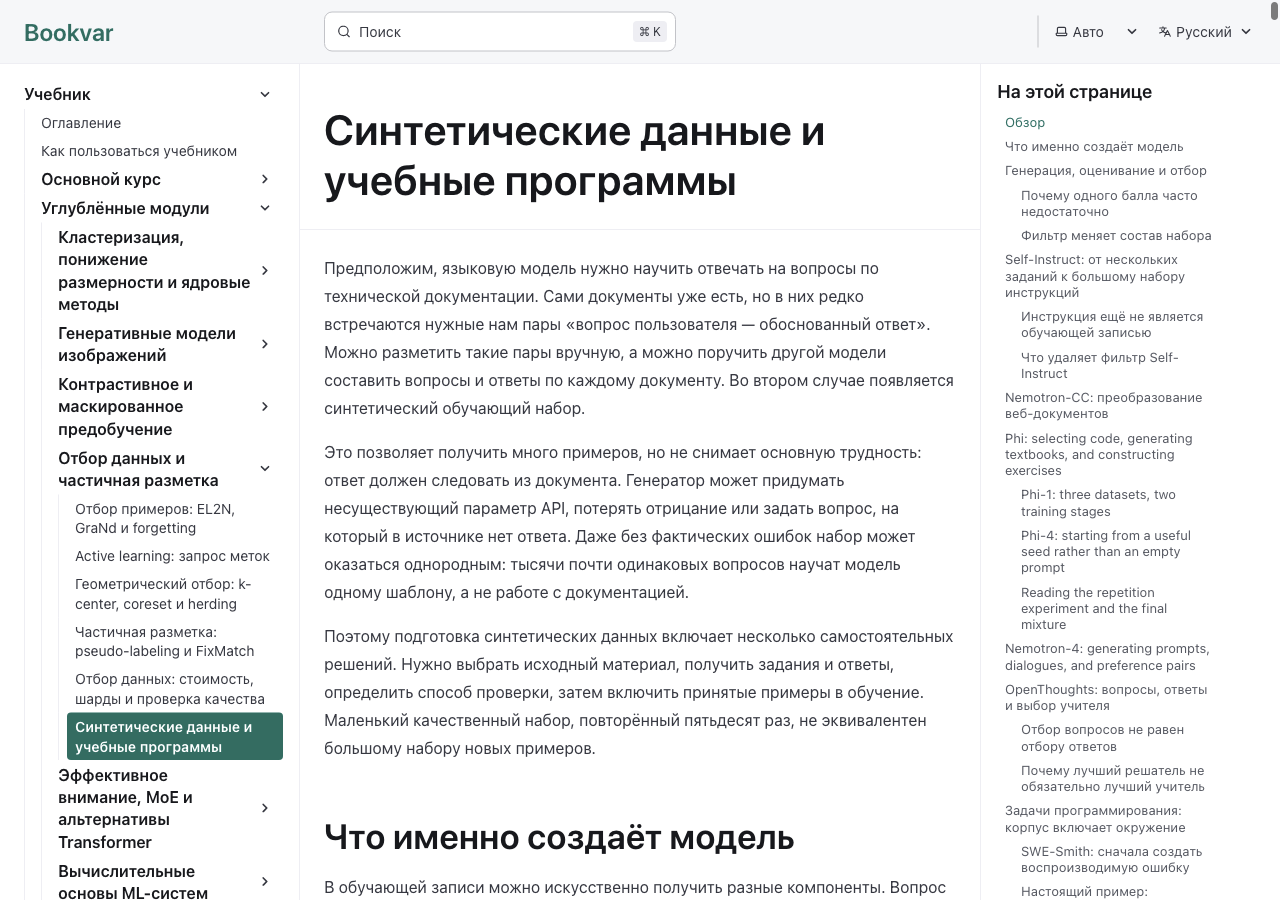 Bookvar
Поиск
⌘ K
Авто
Русский
Учебник
Оглавление
Как пользоваться учебником
Основной курс
Углублённые модули
Кластеризация,
понижение
размерности и ядровые
методы
Генеративные модели
изображений
Контрастивное и
маскированное
предобучение
Отбор данных и
частичная разметка
Отбор примеров: EL2N,
GraNd и forgetting
Active learning: запрос меток
Геометрический отбор: k-
center, coreset и herding
Частичная разметка:
pseudo-labeling и FixMatch
Отбор данных: стоимость,
шарды и проверка качества
Синтетические данные и
учебные программы
Эффективное
внимание, MoE и
альтернативы
Transformer
Вычислительные
основы ML-систем
Синтетические данные и
учебные программы
Предположим, языковую модель нужно научить отвечать на вопросы по
технической документации. Сами документы уже есть, но в них редко
встречаются нужные нам пары «вопрос пользователя — обоснованный ответ».
Можно разметить такие пары вручную, а можно поручить другой модели
составить вопросы и ответы по каждому документу. Во втором случае появляется
синтетический обучающий набор.
Это позволяет получить много примеров, но не снимает основную трудность:
ответ должен следовать из документа. Генератор может придумать
несуществующий параметр API, потерять отрицание или задать вопрос, на
который в источнике нет ответа. Даже без фактических ошибок набор может
оказаться однородным: тысячи почти одинаковых вопросов научат модель
одному шаблону, а не работе с документацией.
Поэтому подготовка синтетических данных включает несколько самостоятельных
решений. Нужно выбрать исходный материал, получить задания и ответы,
определить способ проверки, затем включить принятые примеры в обучение.
Маленький качественный набор, повторённый пятьдесят раз, не эквивалентен
большому набору новых примеров.
Что именно создаёт модель
В обучающей записи можно искусственно получить разные компоненты. Вопрос
На этой странице
Обзор
Что именно создаёт модель
Генерация, оценивание и отбор
Почему одного балла часто
недостаточно
Фильтр меняет состав набора
Self-Instruct: от нескольких
заданий к большому набору
инструкций
Инструкция ещё не является
обучающей записью
Что удаляет фильтр Self-
Instruct
Nemotron-CC: преобразование
веб-документов
Phi: selecting code, generating
textbooks, and constructing
exercises
Phi-1: three datasets, two
training stages
Phi-4: starting from a useful
seed rather than an empty
prompt
Reading the repetition
experiment and the final
mixture
Nemotron-4: generating prompts,
dialogues, and preference pairs
OpenThoughts: вопросы, ответы
и выбор учителя
Отбор вопросов не равен
отбору ответов
Почему лучший решатель не
обязательно лучший учитель
Задачи программирования:
корпус включает окружение
SWE-Smith: сначала создать
воспроизводимую ошибку
Настоящий пример: